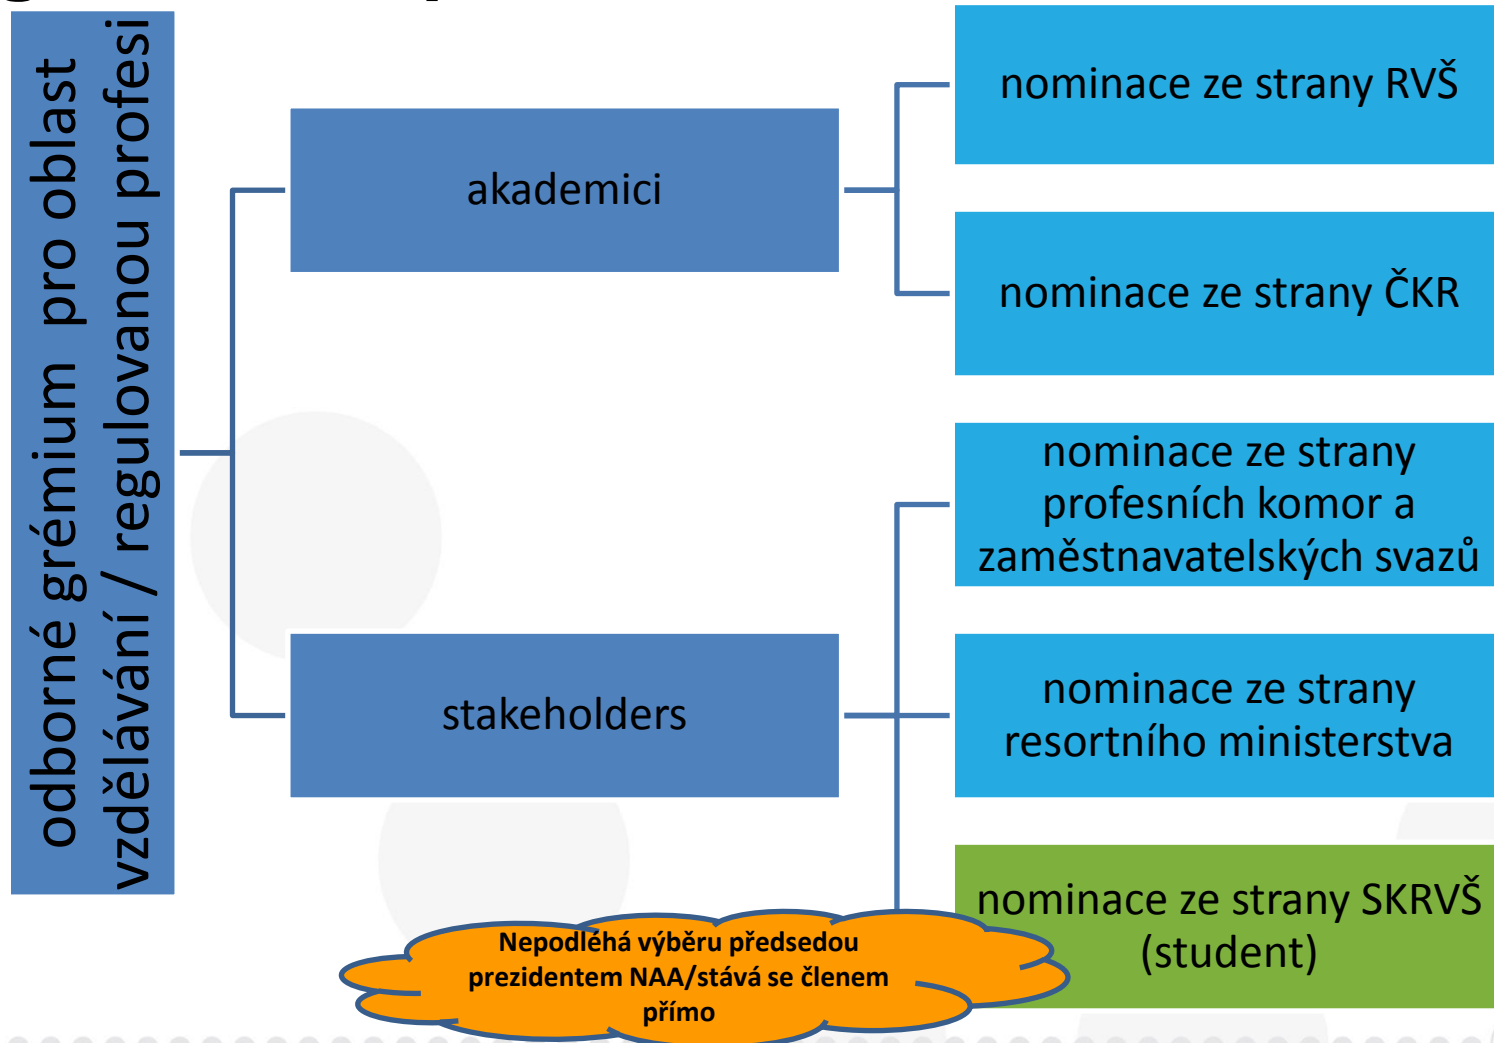 odborné grémium pro oblast
vzdělávání / regulovanou profesi
akademici
nominace ze strany RVŠ
nominace ze strany ČKR
stakeholders
nominace ze strany
profesních komor a
zaměstnavatelských svazů
nominace ze strany
resortního ministerstva
nominace ze strany SKRVŠ
(student)
Nepodléhá výběru předsedou
prezidentem NAA/stává se členem
přímo